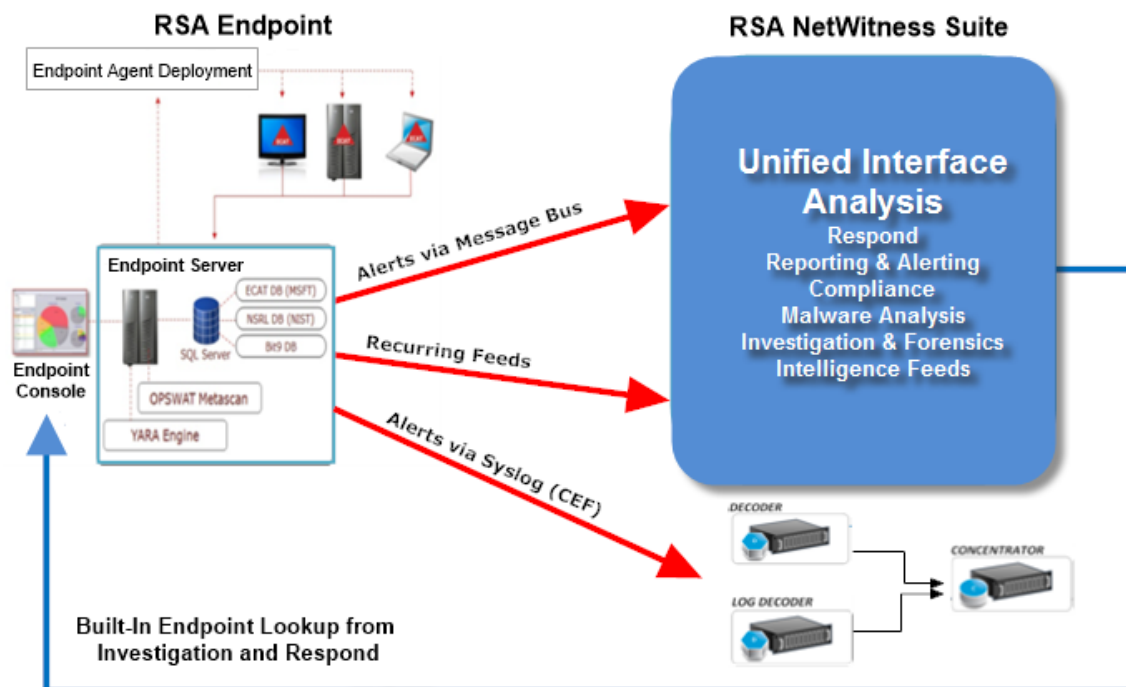 RSA Endpoint
RSA NetWitness Suite
Endpoint Agent Deployment
ECAT
ECAT
ECAT
Unified Interface
Analysis
Respond
Reporting & Alerting
Compliance
Malware Analysis
Investigation & Forensics
Intelligence Feeds
Alerts via Message Bus
Endpoint Server
ECAT DB (MSFT)
NSRL DB (NIST)
Bit9 DB
SQL Server
OPSWAT Metascan
YARA Engine
Endpoint
Console
Recurring Feeds
Alerts via Syslog (CEF)
DECODER
CONCENTRATOR
LOG DECODER
Built-In Endpoint Lookup from
Investigation and Respond